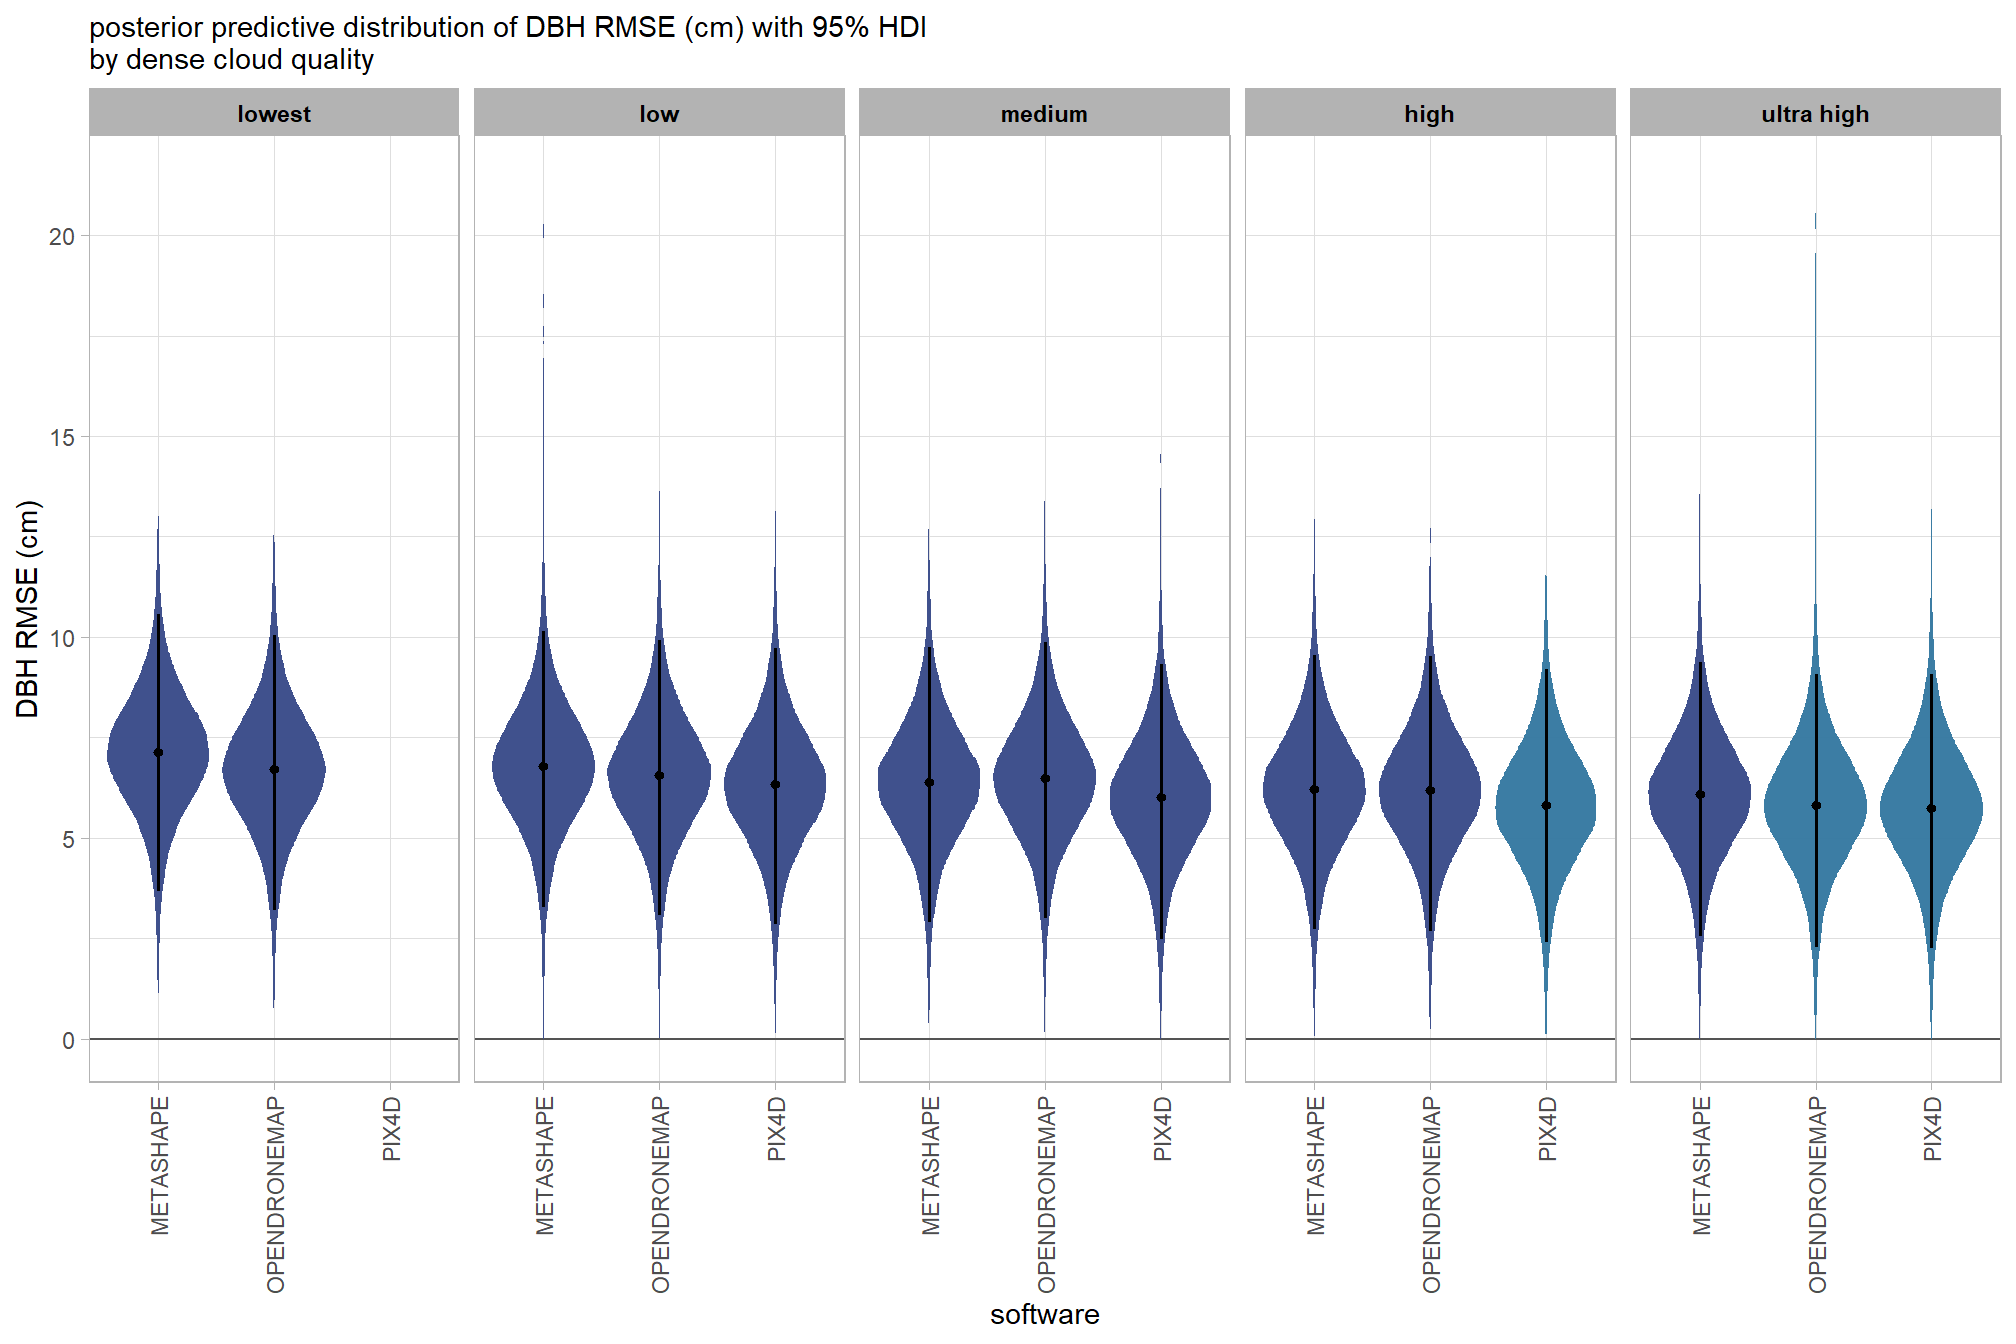 posterior predictive distribution of DBH RMSE (cm) with 95% HDI
by dense cloud quality
lowest
low
medium
high
ultra high
DBH RMSE (cm)
20
15
10
5
0
METASHAPE
OPENDRONEMAP
PIX4D
METASHAPE
OPENDRONEMAP
PIX4D
METASHAPE
OPENDRONEMAP
PIX4D
METASHAPE
OPENDRONEMAP
PIX4D
METASHAPE
OPENDRONEMAP
PIX4D
software